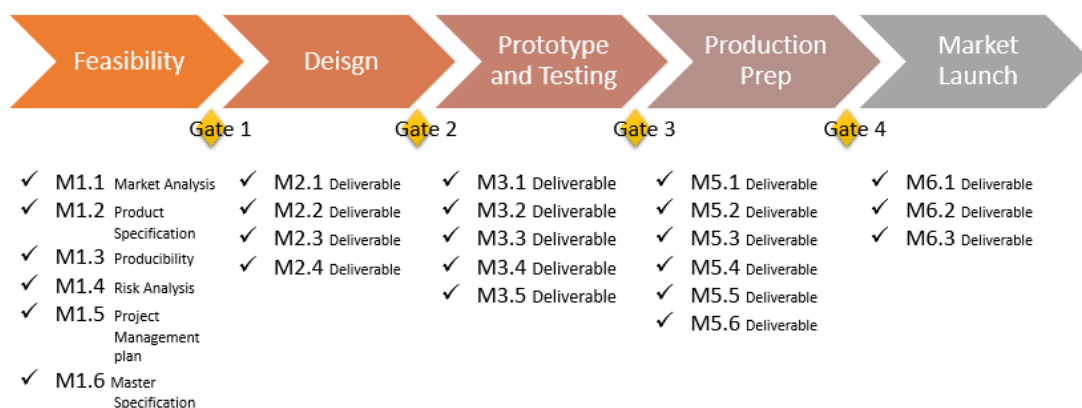 Feasibility
Deisgn
Prototype
and Testing
Production
Prep
Market
Launch
Gate 1
Gate 2
Gate 3
Gate 4
✓ M1.1 Market Analysis
✓ M1.2 Product
Specification
✓ M1.3 Producibility
✓ M1.4 Risk Analysis
✓ M1.5 Project
Management
plan
✓ M1.6 Master
Specification
✓ M2.1 Deliverable
✓ M2.2 Deliverable
✓ M2.3 Deliverable
✓ M2.4 Deliverable
✓ M3.1 Deliverable
✓ M3.2 Deliverable
✓ M3.3 Deliverable
✓ M3.4 Deliverable
✓ M3.5 Deliverable
✓ M5.1 Deliverable
✓ M5.2 Deliverable
✓ M5.3 Deliverable
✓ M5.4 Deliverable
✓ M5.5 Deliverable
✓ M5.6 Deliverable
✓ M6.1 Deliverable
✓ M6.2 Deliverable
✓ M6.3 Deliverable